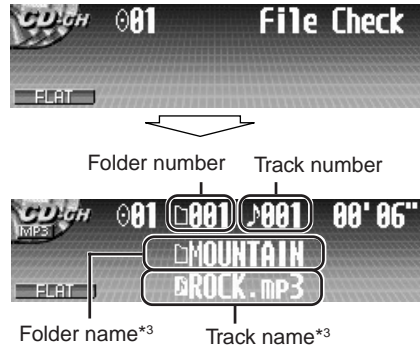 CD-CH 01 File Check
FLAT
Folder number Track number
CD-CH MP3 01 001 001 00' 06"
MOUNTAIN
FLAT ROCK.mp3
Folder name*3 Track name*3